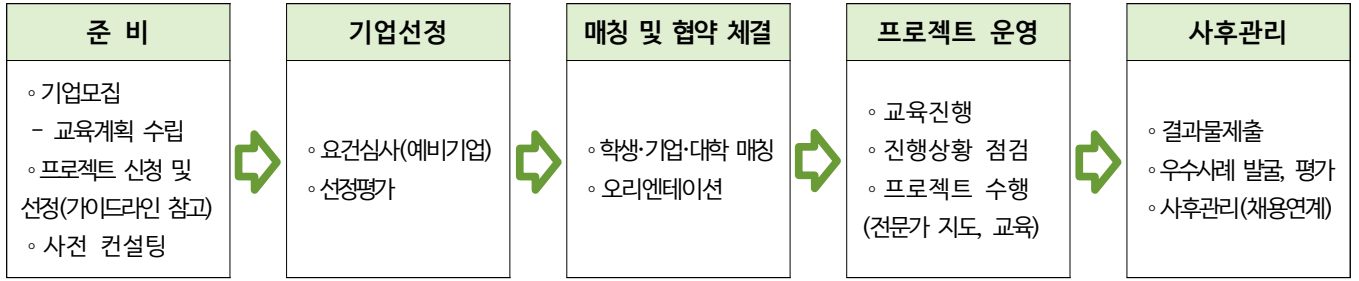 준 비
◦기업모집
- 교육계획 수립
◦프로젝트 신청 및
선정(가이드라인 참고)
◦사전 컨설팅
기업선정
◦요건심사(예비기업)
◦선정평가
매칭 및 협약 체결
◦학생·기업·대학 매칭
◦오리엔테이션
프로젝트 운영
◦교육진행
◦진행상황 점검
◦프로젝트 수행
(전문가 지도, 교육)
사후관리
◦결과물제출
◦우수사례 발굴, 평가
◦사후관리(채용연계)